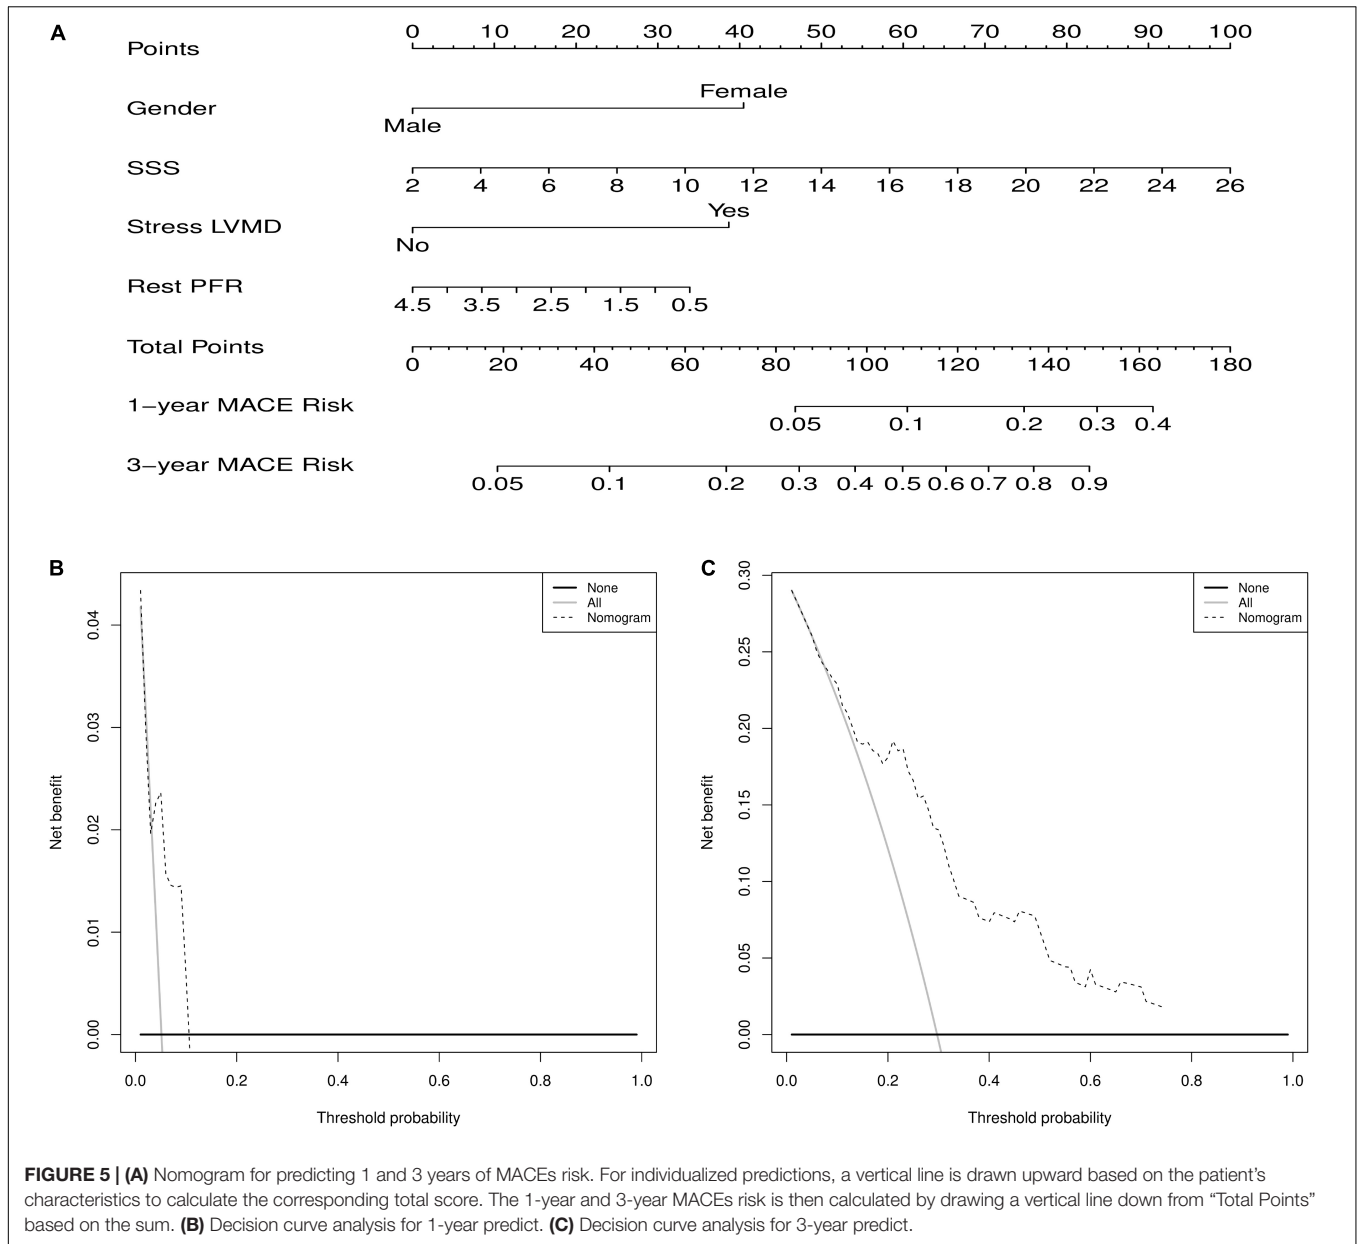 A
Points
0 10 20 30 40 50 60 70 80 90 100
Gender
Female
Male
SSS
2 4 6 8 10 12 14 16 18 20 22 24 26
Stress LVMD
Yes
No
Rest PFR
4.5 3.5 2.5 1.5 0.5
Total Points
0 20 40 60 80 100 120 140 160 180
1−year MACE Risk
0.05 0.1 0.2 0.3 0.4
3−year MACE Risk
0.05 0.1 0.2 0.3 0.4 0.5 0.6 0.7 0.8 0.9
B
None
All
Nomogram
Net benefit
0.04
0.03
0.02
0.01
0.00
0.0 0.2 0.4 0.6 0.8 1.0
Threshold probability
C
None
All
Nomogram
Net benefit
0.30
0.25
0.20
0.15
0.10
0.05
0.00
0.0 0.2 0.4 0.6 0.8 1.0
Threshold probability
FIGURE 5 | (A) Nomogram for predicting 1 and 3 years of MACEs risk. For individualized predictions, a vertical line is drawn upward based on the patient’s
characteristics to calculate the corresponding total score. The 1-year and 3-year MACEs risk is then calculated by drawing a vertical line down from “Total Points”
based on the sum. (B) Decision curve analysis for 1-year predict. (C) Decision curve analysis for 3-year predict.